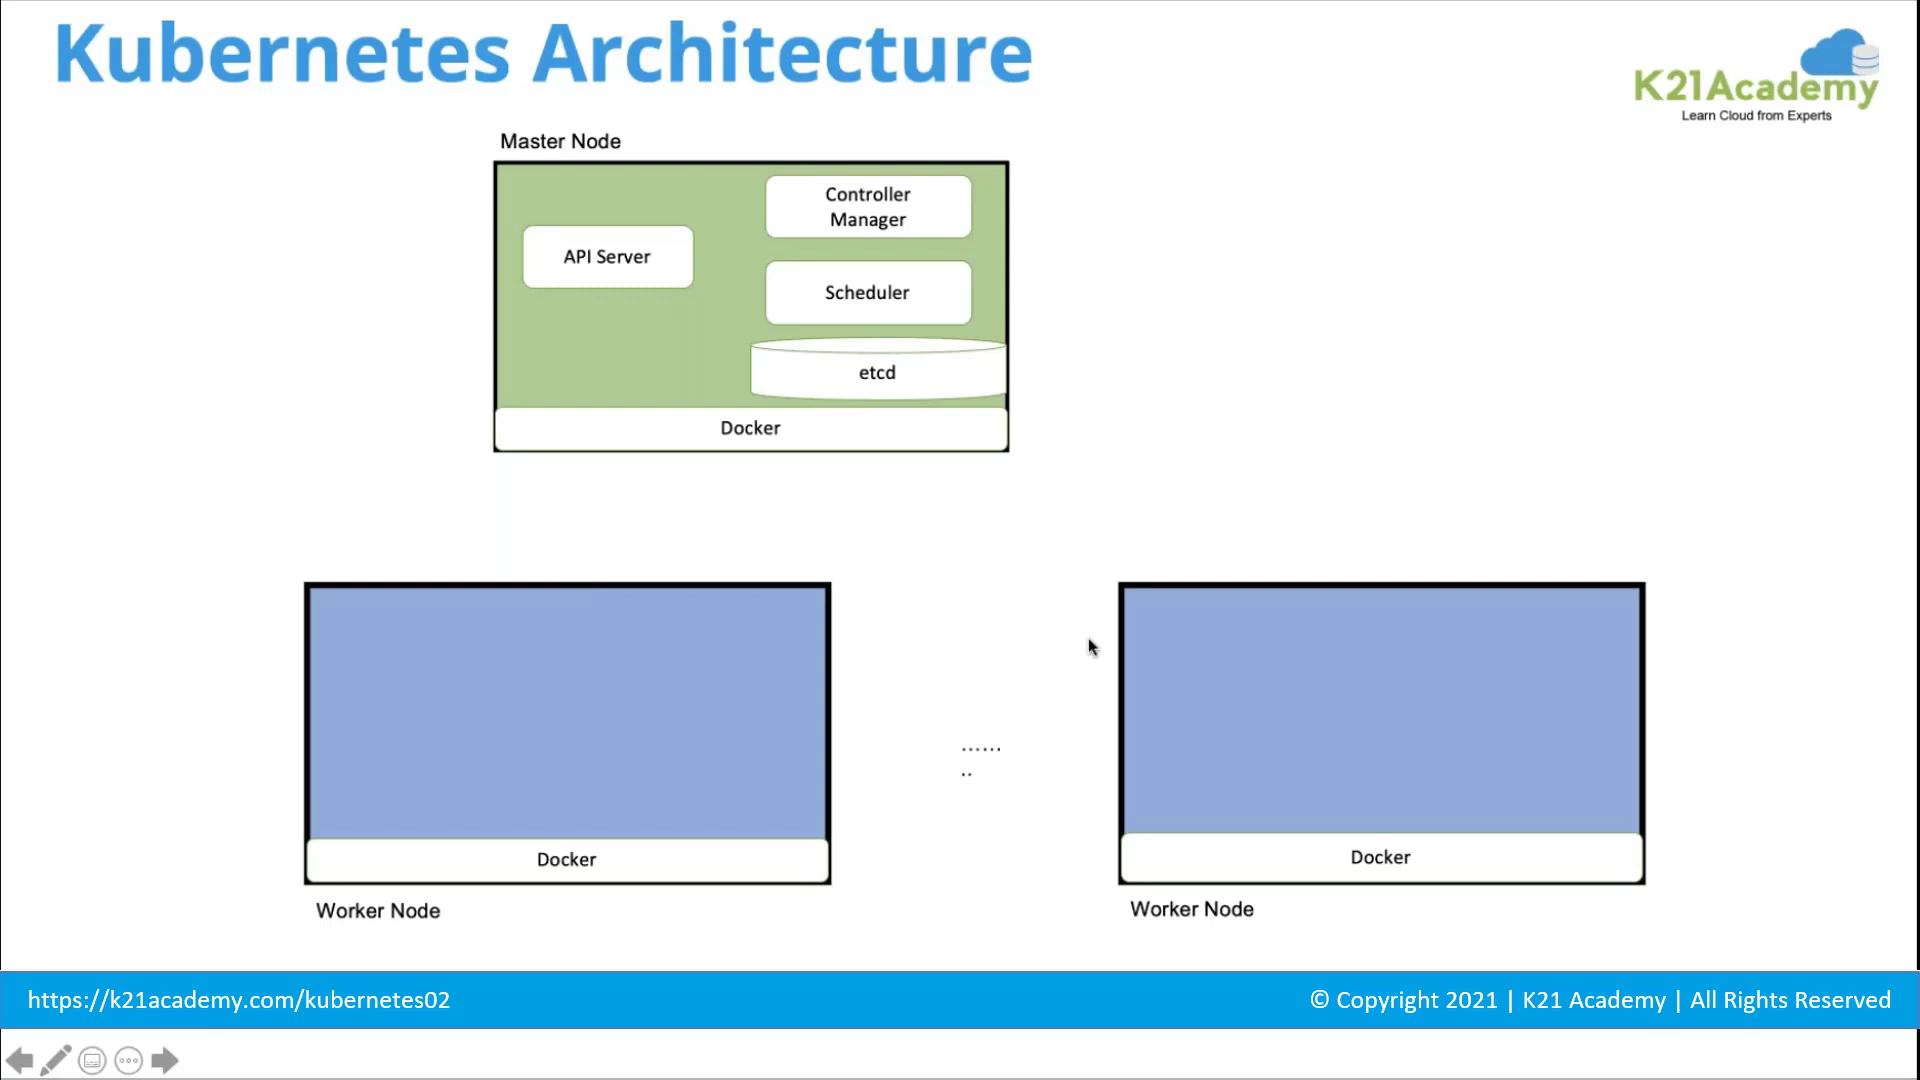 Kubernetes Architecture
K21Academy
Learn Cloud from Experts
Master Node
Controller
Manager
API Server
Scheduler
etcd
Docker
......
..
Docker
Docker
Worker Node
Worker Node
https://k21academy.com/kubernetes02
© Copyright 2021 | K21 Academy | All Rights Reserved